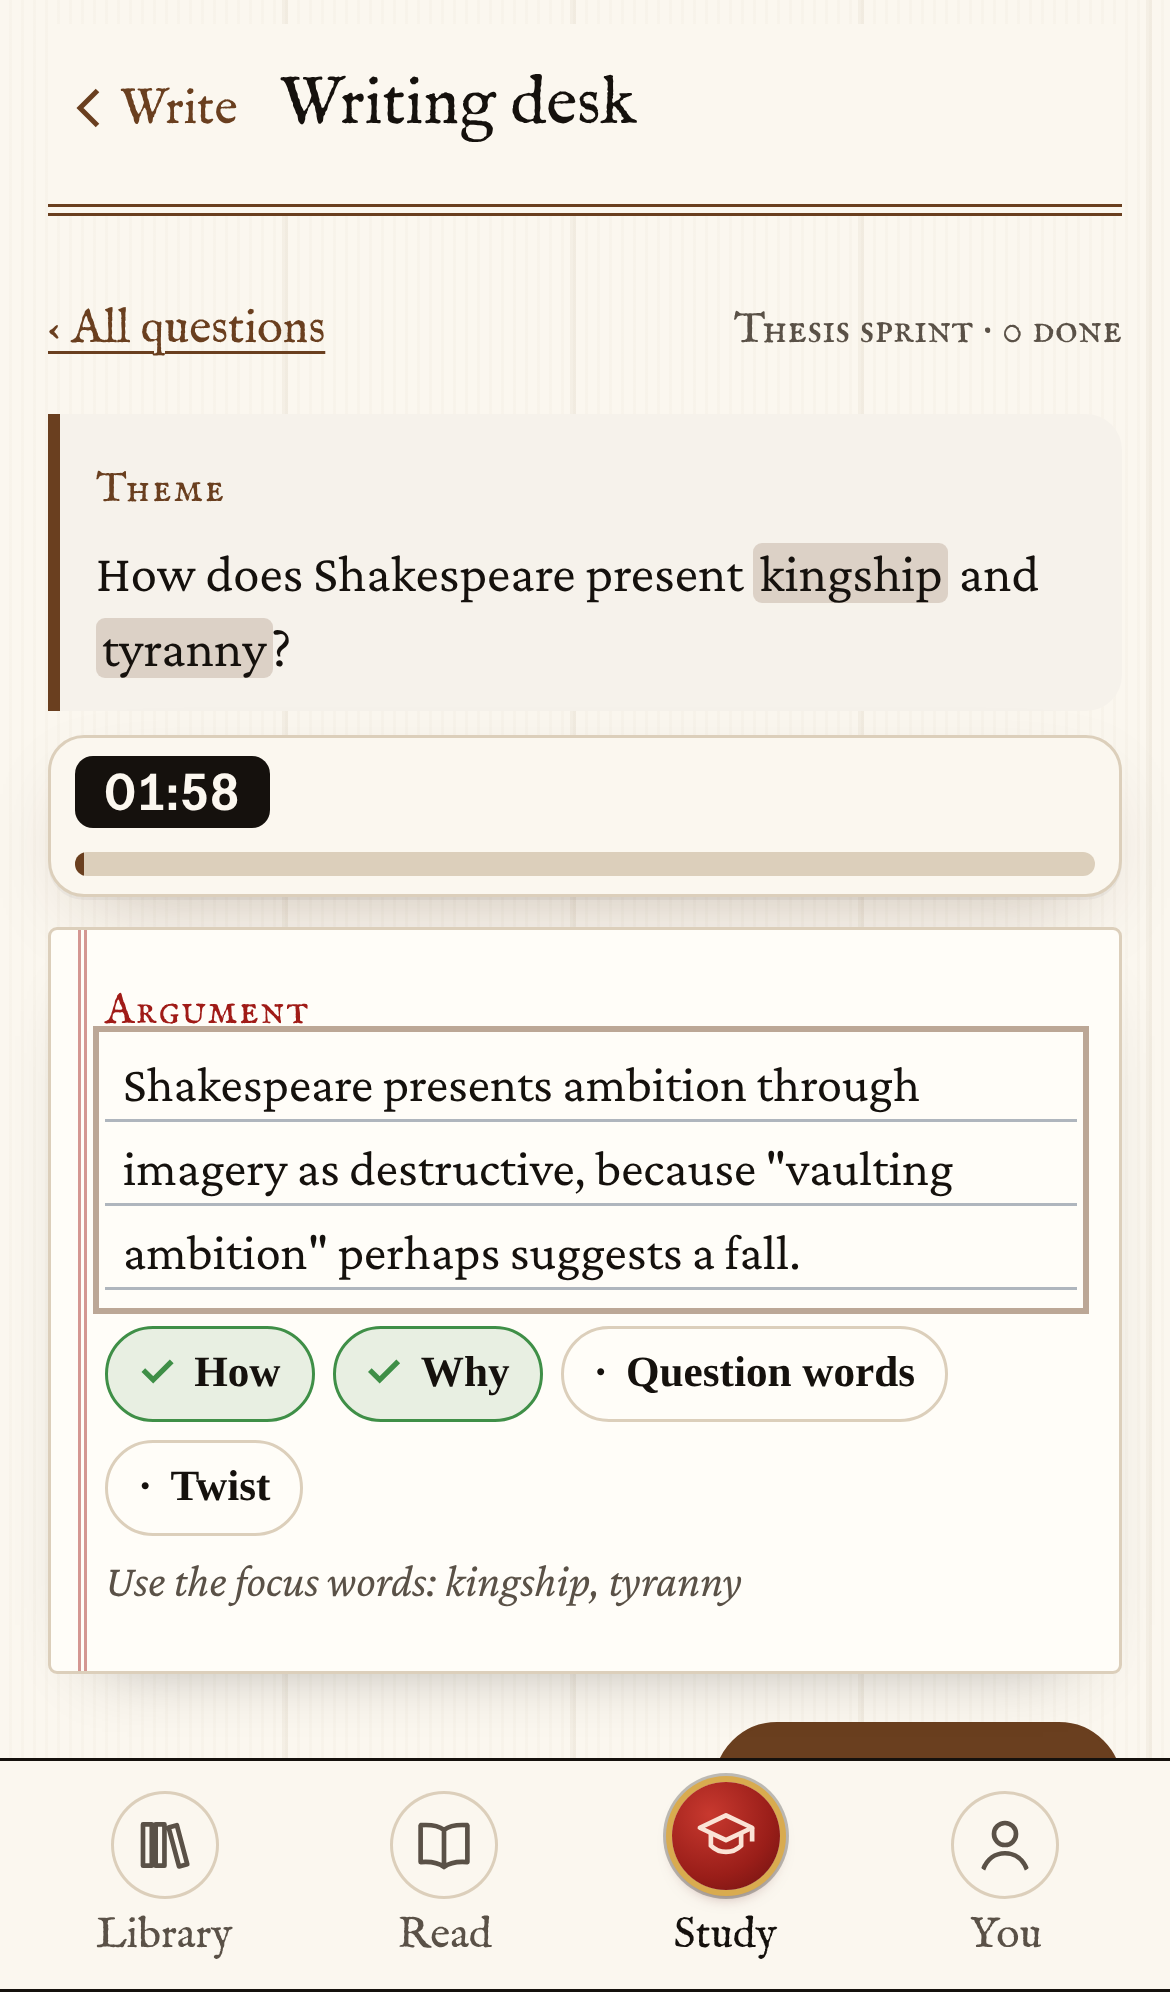 Write Writing desk
‹ All questions Thesis sprint · 0 done
Theme
How does Shakespeare present kingship and
tyranny?
01:58
Argument
Shakespeare presents ambition through
imagery as destructive, because "vaulting
ambition" perhaps suggests a fall.
How Why · Question words
· Twist
Use the focus words: kingship, tyranny
Library Read Study You